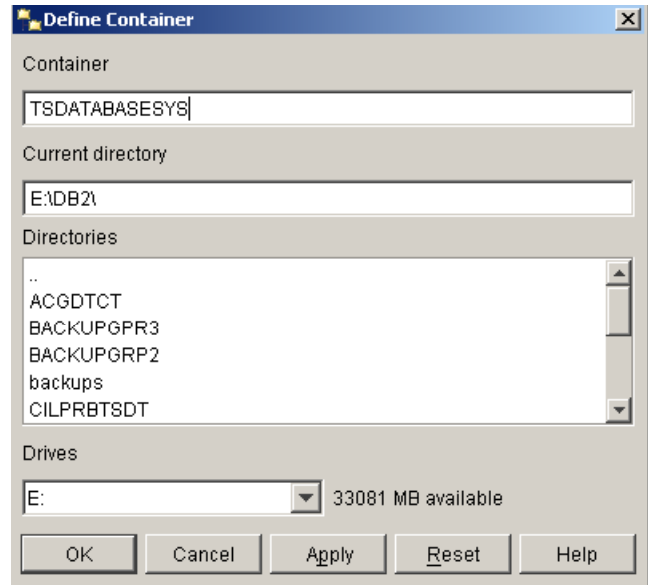 Define Container
Container
TSDATABASESYS
Current directory
E:\DB2\
Directories
..
ACGDTCT
BACKUPGPR3
BACKUPGRP2
backups
CILPRBTSDT
Drives
E: 33081 MB available
OK Cancel Apply Reset Help